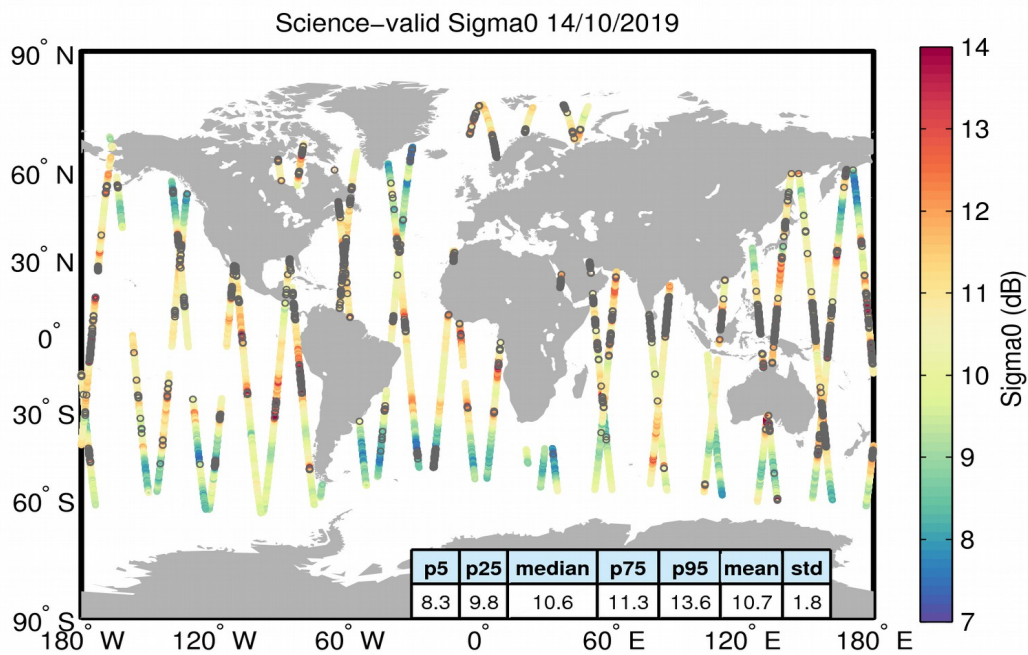 Science−valid Sigma0 14/10/2019
90° N
60° N
30° N
0°
30° S
60° S
90° S
180° W
120° W
60° W
0°
60° E
120° E
180° E
14
13
12
11
10
9
8
7
Sigma0 (dB)
p5 p25 median p75 p95 mean std
8.3 9.8 10.6 11.3 13.6 10.7 1.8